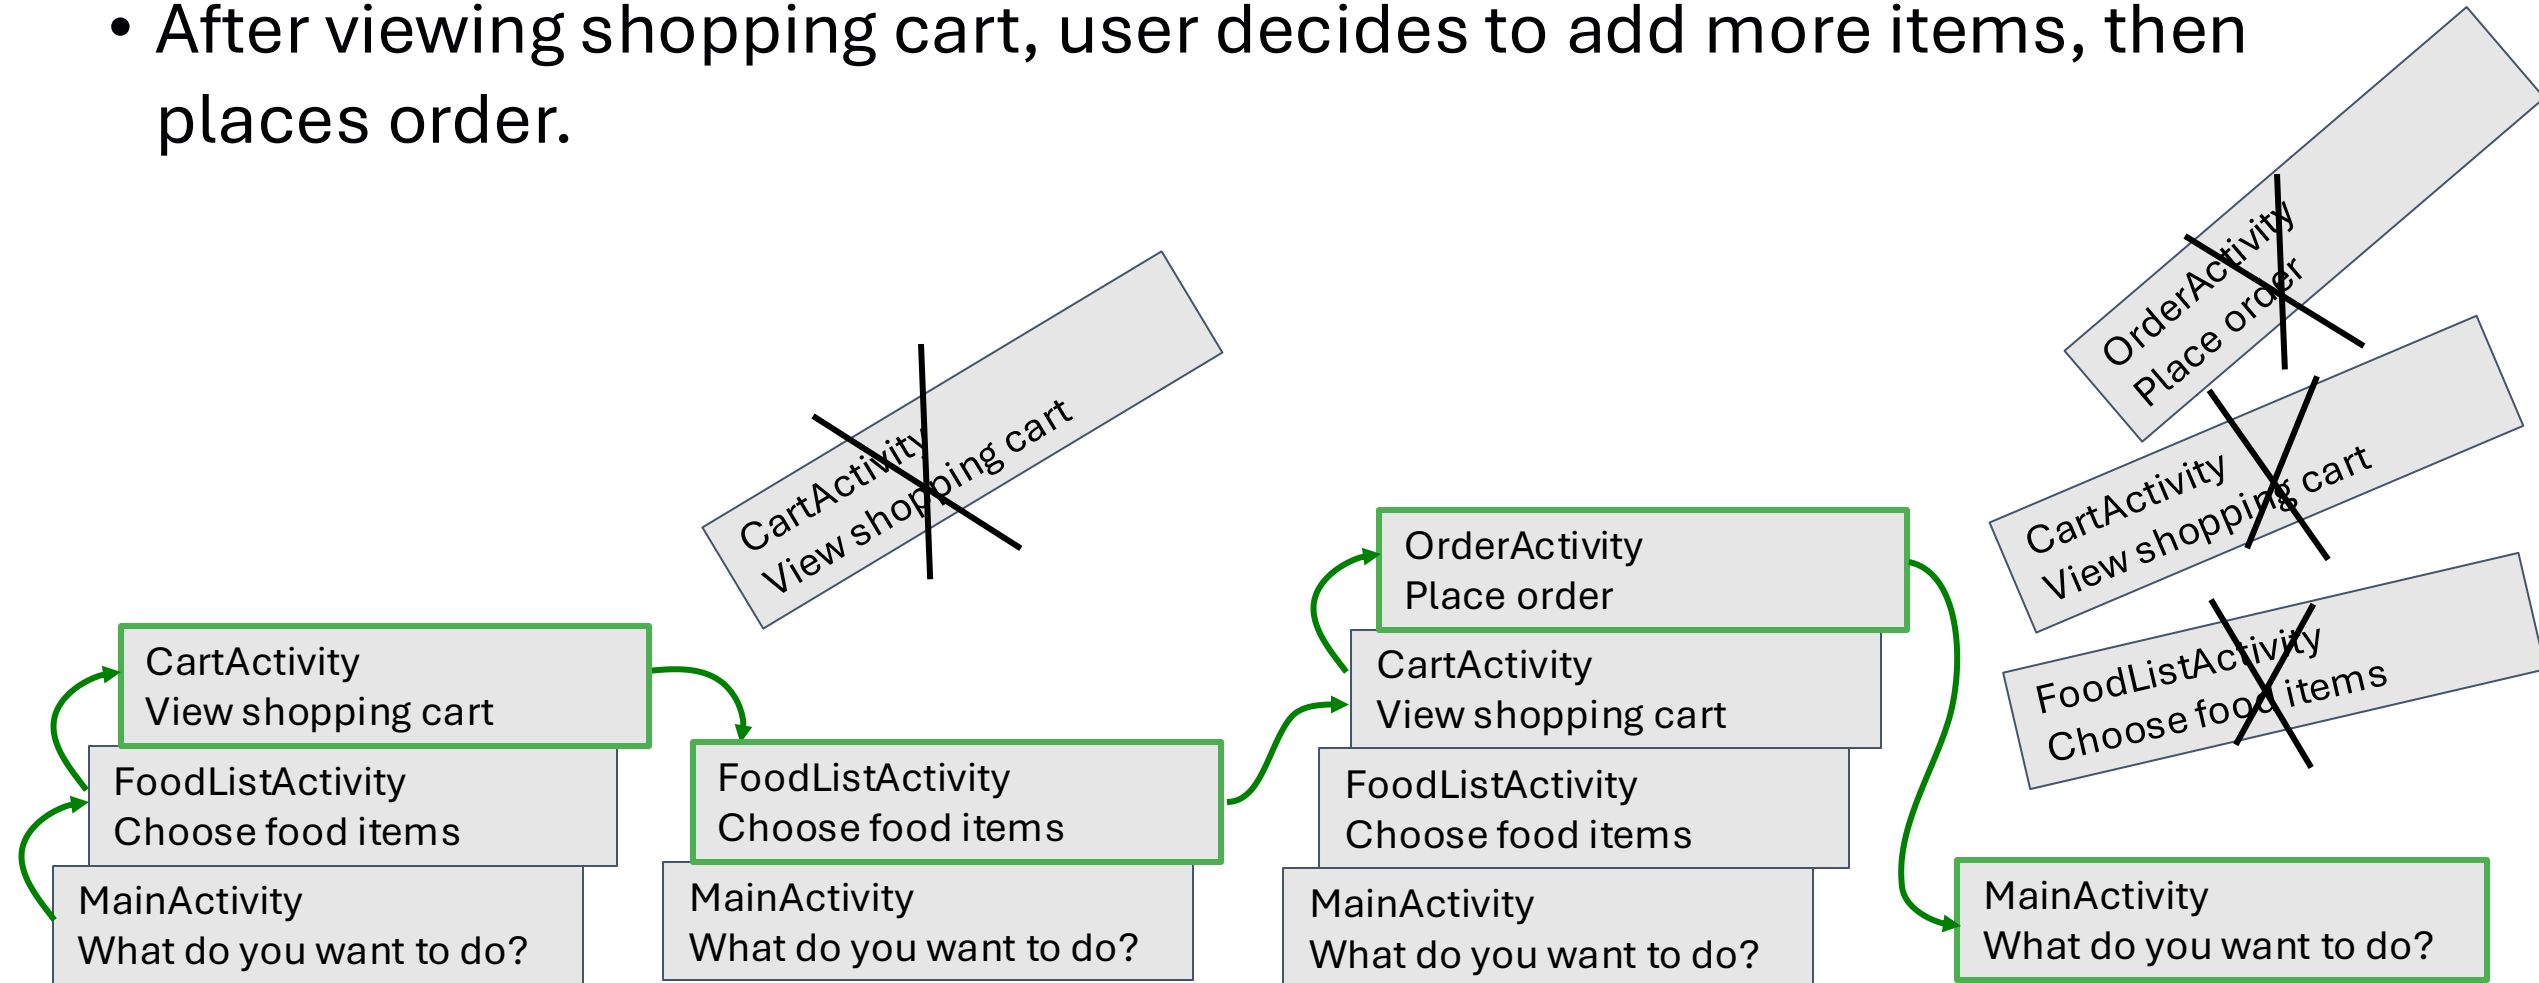 • After viewing shopping cart, user decides to add more items, then
places order.
CartActivity
View shopping cart
FoodListActivity
Choose food items
MainActivity
What do you want to do?
CartActivity
View shopping cart
FoodListActivity
Choose food items
MainActivity
What do you want to do?
OrderActivity
Place order
CartActivity
View shopping cart
FoodListActivity
Choose food items
MainActivity
What do you want to do?
OrderActivity
Place order
CartActivity
View shopping cart
FoodListActivity
Choose food items
MainActivity
What do you want to do?